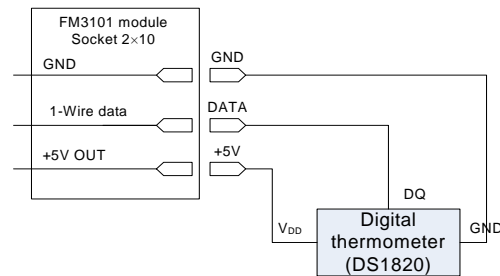 FM3101 module
Socket 2×10
GND
GND
1-Wire data
DATA
+5V OUT
+5V
DQ
VDD
Digital
thermometer
(DS1820)
GND